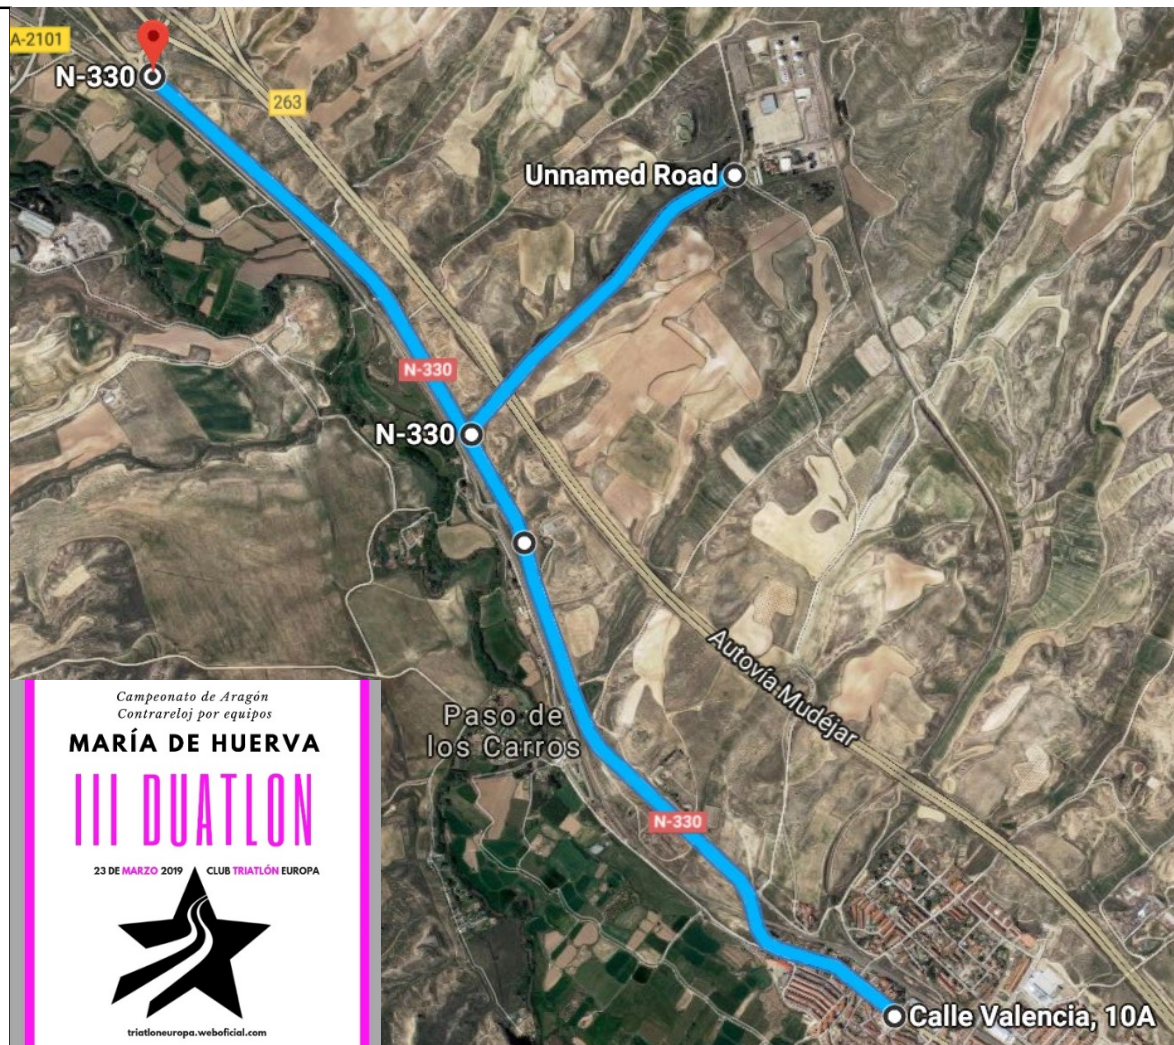 A-2101
N-330
263
Unnamed Road
N-330
N-330
Autovía Mudéjar
Paso de
los Carros
N-330
Calle Valencia, 10A
Campeonato de Aragón
Contrareloj por equipos
MARÍA DE HUERVA
III DUATLON
23 DE MARZO 2019 CLUB TRIATLÓN EUROPA
triatloneuropa.weboficial.com